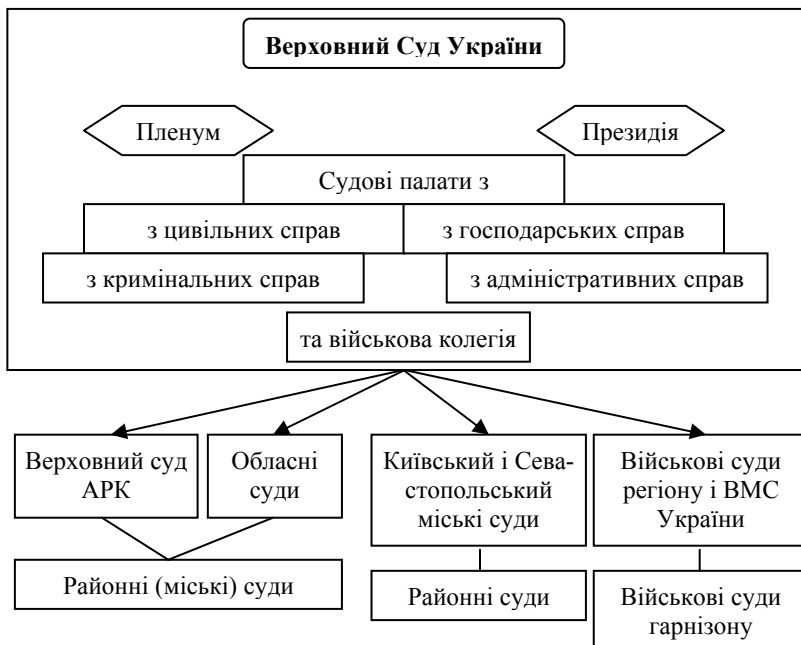 Верховний Суд України
Пленум
Президія
Судові палати з
з цивільних справ
з господарських справ
з кримінальних справ
з адміністративних справ
та військова колегія
Верховний суд
АРК
Обласні
суди
Київський і Сева-
стопольський
міські суди
Військові суди
регіону і ВМС
України
Районні (міські) суди
Районні суди
Військові суди
гарнізону